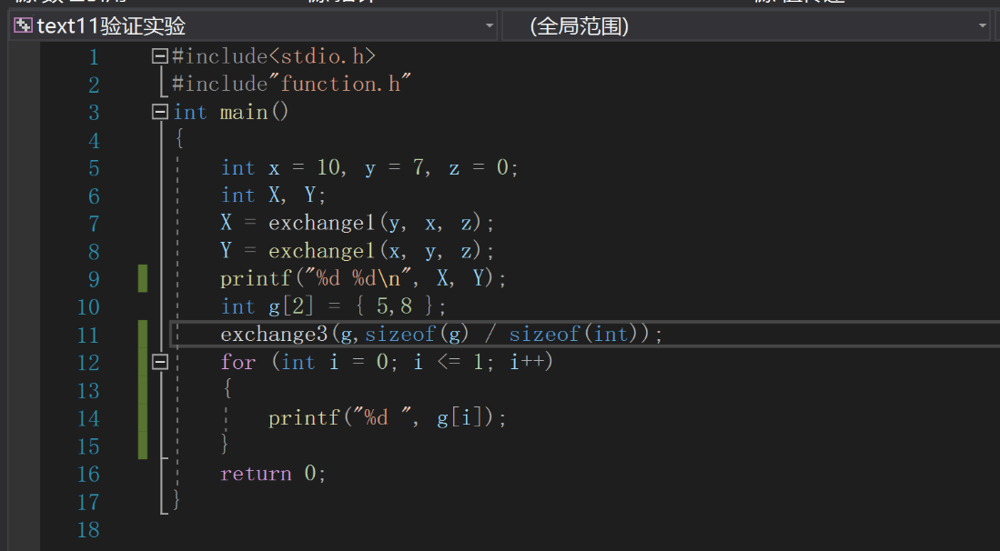 text11验证实验 (全局范围)
1 #include<stdio.h>
2 #include"function.h"
3 int main()
4 {
5 int x = 10, y = 7, z = 0;
6 int X, Y;
7 X = exchange1(y, x, z);
8 Y = exchange1(x, y, z);
9 printf("%d %d\n", X, Y);
10 int g[2] = { 5,8 };
11 exchange3(g,sizeof(g) / sizeof(int));
12 for (int i = 0; i <= 1; i++)
13 {
14 printf("%d ", g[i]);
15 }
16 return 0;
17 }
18